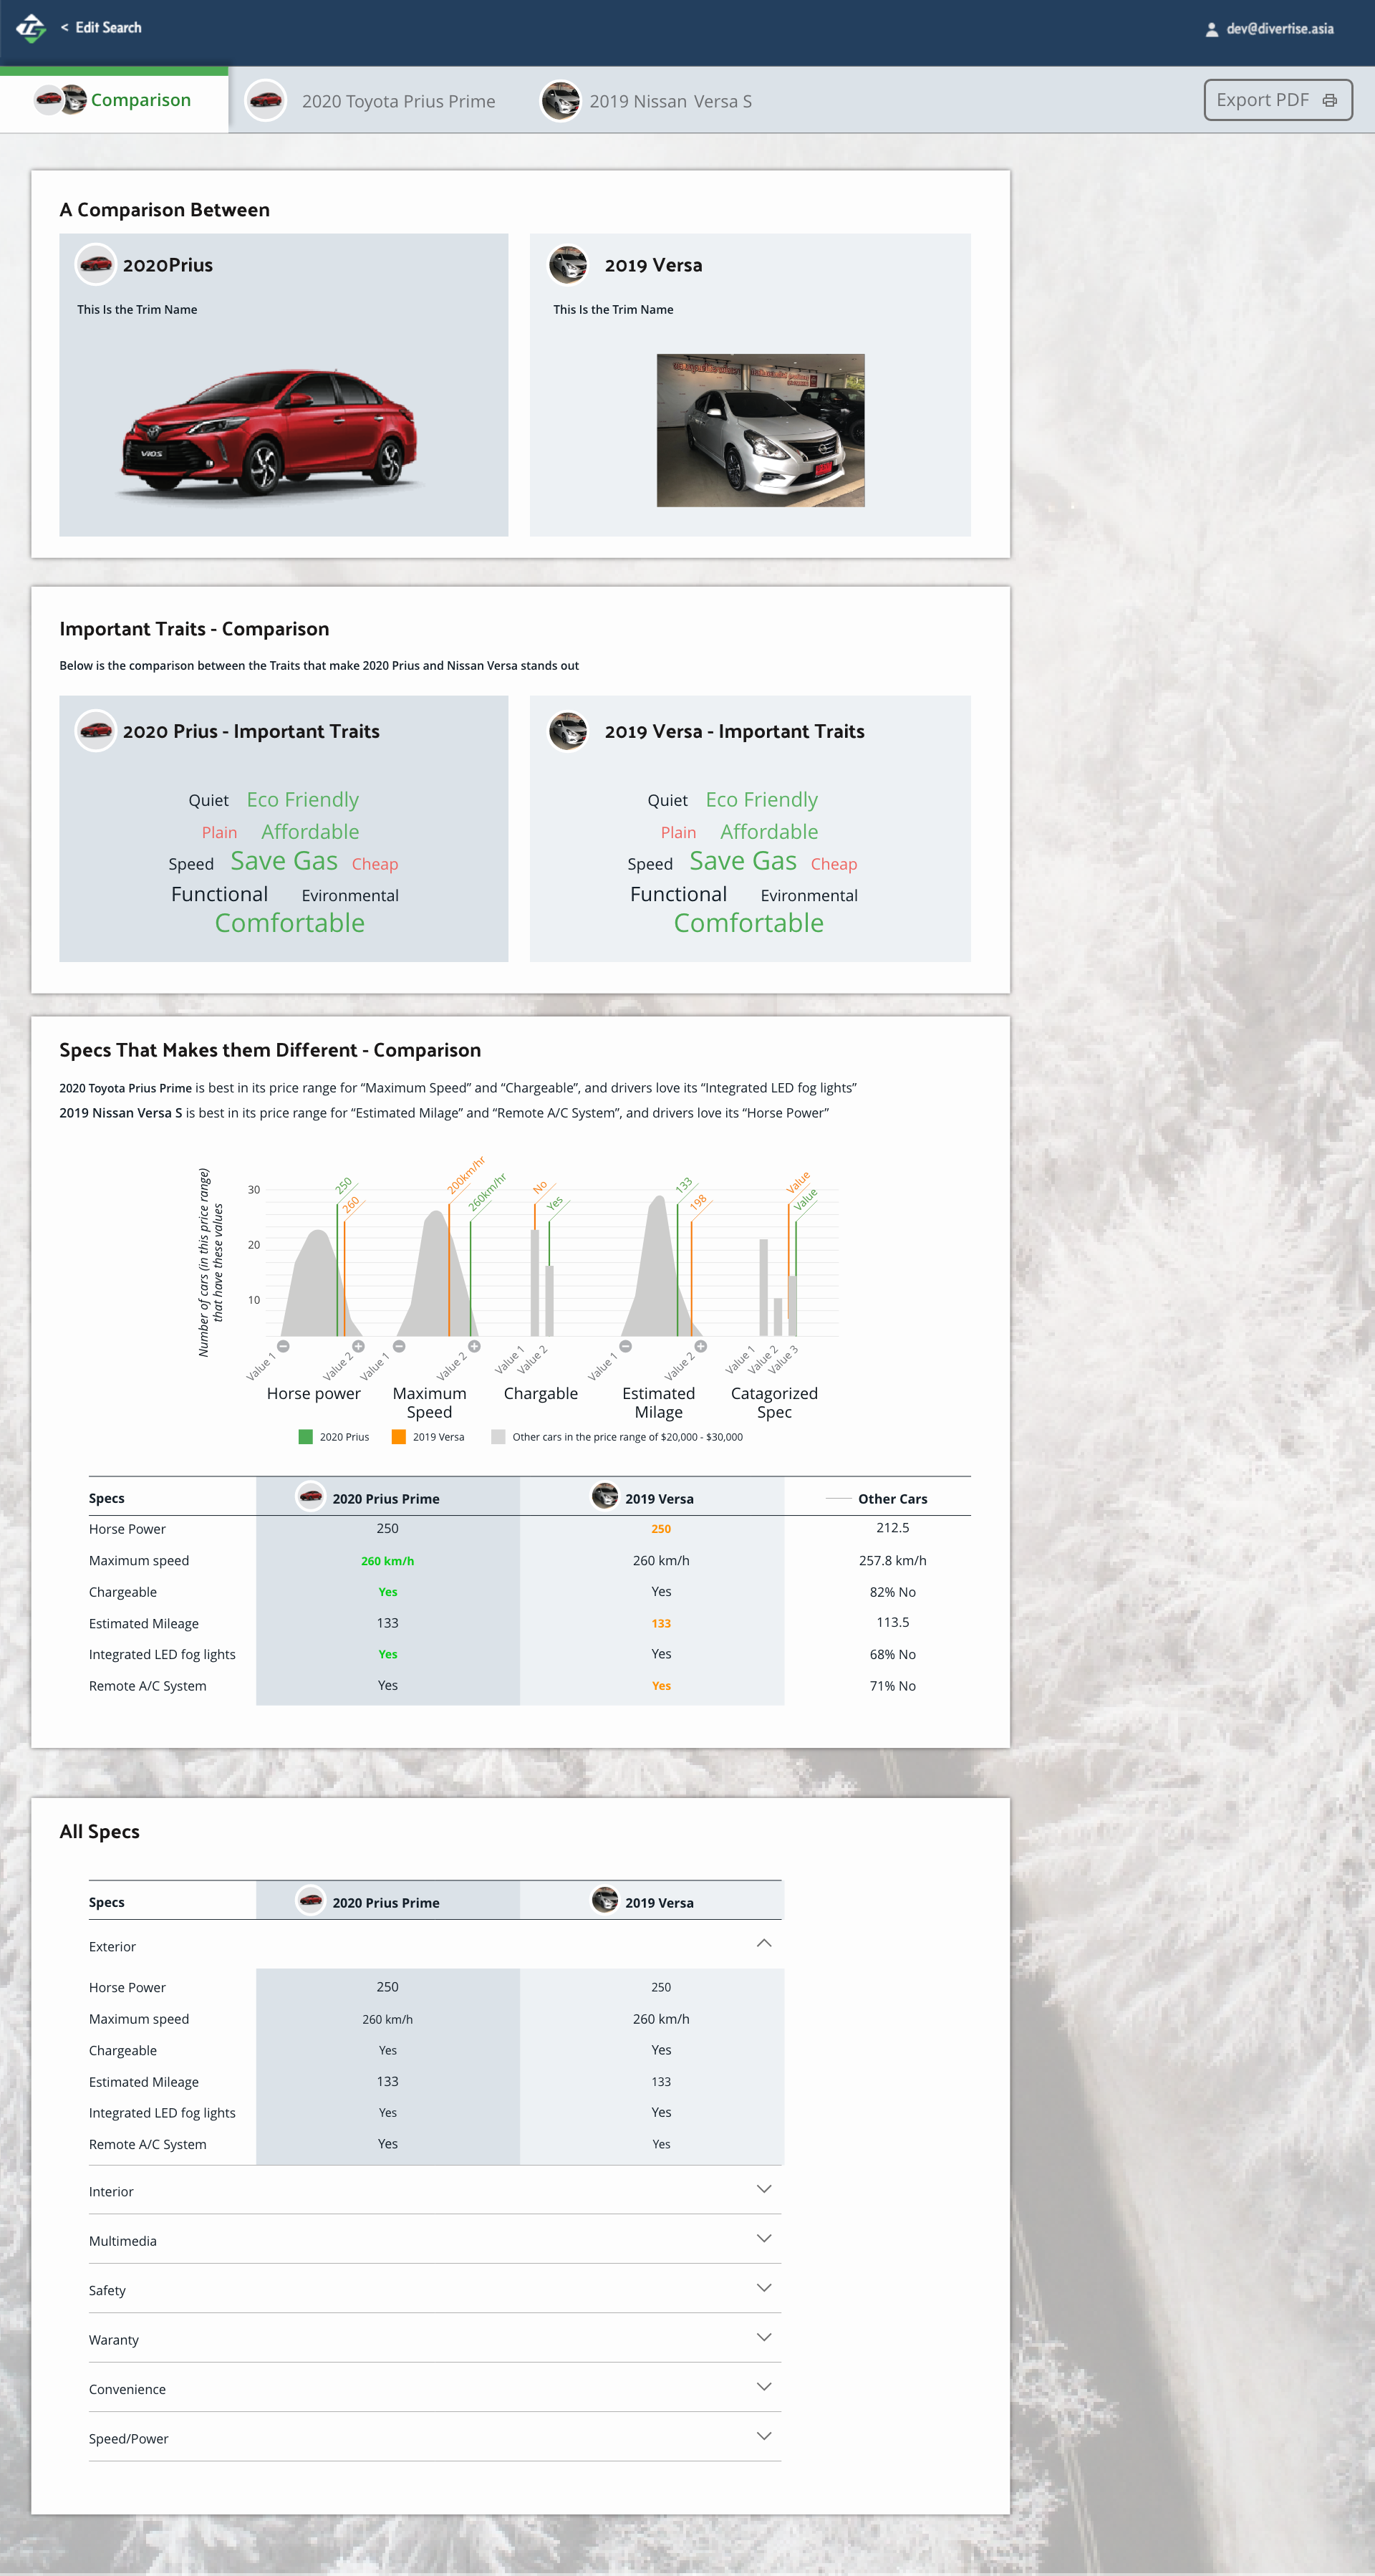 < Edit Search
dev@divertise.asia
Comparison
2020 Toyota Prius Prime
2019 Nissan Versa S
Export PDF
A Comparison Between
2020Prius
2019 Versa
This Is the Trim Name
This Is the Trim Name
VIOS
Important Traits - Comparison
Below is the comparison between the Traits that make 2020 Prius and Nissan Versa stands out
2020 Prius - Important Traits
2019 Versa - Important Traits
Quiet Eco Friendly
Plain Affordable
Speed Save Gas Cheap
Functional Evironmental
Comfortable
Quiet Eco Friendly
Plain Affordable
Speed Save Gas Cheap
Functional Evironmental
Comfortable
Specs That Makes them Different - Comparison
2020 Toyota Prius Prime is best in its price range for “Maximum Speed” and “Chargeable”, and drivers love its “Integrated LED fog lights”
2019 Nissan Versa S is best in its price range for “Estimated Milage” and “Remote A/C System”, and drivers love its “Horse Power”
Number of cars (in this price range)
that have these values
30
20
10
250
260
200km/hr
260km/hr
No
Yes
133
198
Value
Value
Value 1
Value 2
Value 1
Value 2
Value 1
Value 2
Value 1
Value 2
Value 1
Value 2
Value 3
Horse power
Maximum
Speed
Chargable
Estimated
Milage
Catagorized
Spec
2020 Prius
2019 Versa
Other cars in the price range of $20,000 - $30,000
Specs 2020 Prius Prime 2019 Versa Other Cars
Horse Power 250 250 212.5
Maximum speed 260 km/h 260 km/h 257.8 km/h
Chargeable Yes Yes 82% No
Estimated Mileage 133 133 113.5
Integrated LED fog lights Yes Yes 68% No
Remote A/C System Yes Yes 71% No
All Specs
Specs 2020 Prius Prime 2019 Versa
Exterior
Horse Power 250 250
Maximum speed 260 km/h 260 km/h
Chargeable Yes Yes
Estimated Mileage 133 133
Integrated LED fog lights Yes Yes
Remote A/C System Yes Yes
Interior
Multimedia
Safety
Waranty
Convenience
Speed/Power